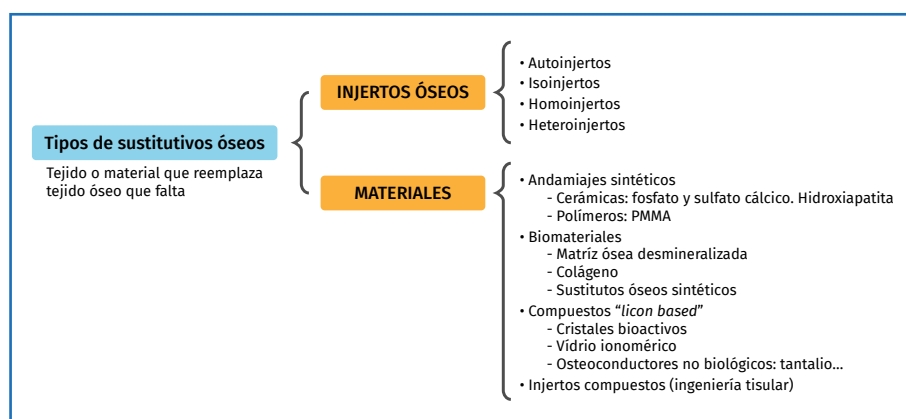 Tipos de sustitutivos óseos
Tejido o material que reemplaza
tejido óseo que falta
INJERTOS ÓSEOS
• Autoinjertos
• Isoinjertos
• Homoinjertos
• Heteroinjertos
MATERIALES
• Andamiajes sintéticos
- Cerámicas: fosfato y sulfato cálcico. Hidroxiapatita
- Polímeros: PMMA
• Biomateriales
- Matríz ósea desmineralizada
- Colágeno
- Sustitutos óseos sintéticos
• Compuestos “licon based”
- Cristales bioactivos
- Vídrio ionomérico
- Osteoconductores no biológicos: tantalio...
• Injertos compuestos (ingeniería tisular)